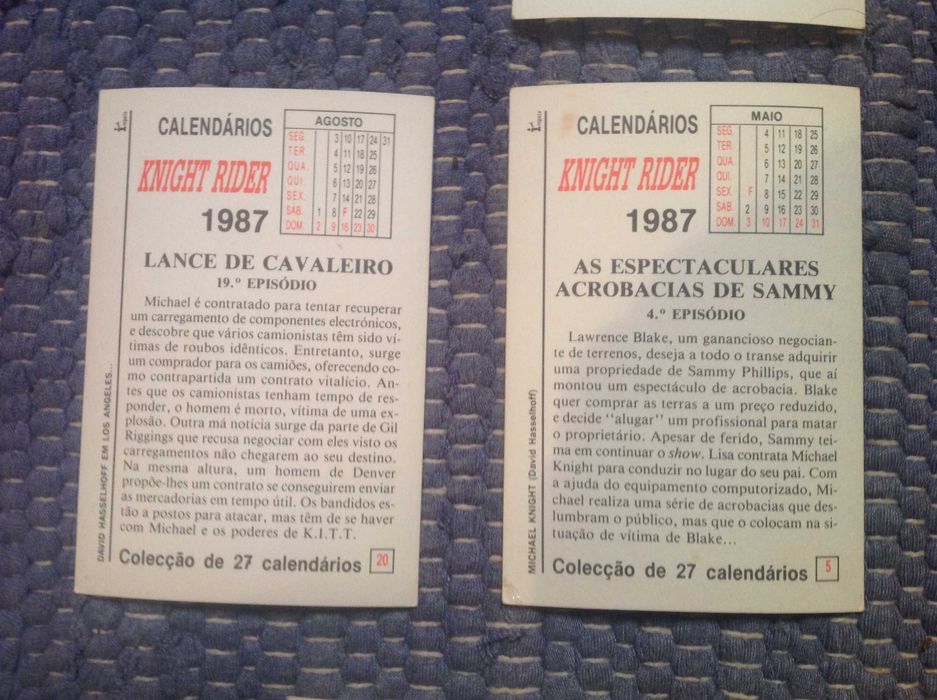 CALENDÁRIOS
KNIGHT RIDER
1987
AGOSTO
SEG. 3 10 17 24 31
TER. 4 11 18 25
QUA. 5 12 19 26
QUI. 6 13 20 27
SEX. 7 14 21 28
SAB. 1 8 F 22 29
DOM. 2 9 16 23 30
LANCE DE CAVALEIRO
19.º EPISÓDIO
Michael é contratado para tentar recuperar
um carregamento de componentes electrónicos,
e descobre que vários camionistas têm sido ví-
timas de roubos idênticos. Entretanto, surge
um comprador para os camiões, oferecendo co-
mo contrapartida um contrato vitalício. An-
tes que os camionistas tenham tempo de res-
ponder, o homem é morto, vítima de uma ex-
plosão. Outra má notícia surge da parte de Gil
Riggings que recusa negociar com eles visto os
carregamentos não chegarem ao seu destino.
Na mesma altura, um homem de Denver
propõe-lhes um contrato se conseguirem enviar
as mercadorias em tempo útil. Os bandidos es-
tão a postos para atacar, mas têm de se haver
com Michael e os poderes de K.I.T.T.
Colecção de 27 calendários 20
DAVID HASSELHOFF EM LOS ANGELES...
CALENDÁRIOS
KNIGHT RIDER
1987
MAIO
SEG. 4 11 18 25
TER. 5 12 19 26
QUA. 6 13 20 27
QUI. 7 14 21 28
SEX. F 8 15 22 29
SAB. 2 9 16 23 30
DOM. 3 10 17 24 31
AS ESPECTACULARES
ACROBACIAS DE SAMMY
4.º EPISÓDIO
Lawrence Blake, um ganancioso negocian-
te de terrenos, deseja a todo o transe adquirir
uma propriedade de Sammy Phillips, que aí
montou um espectáculo de acrobacia. Blake
quer comprar as terras a um preço reduzido,
e decide "alugar" um profissional para matar
o proprietário. Apesar de ferido, Sammy tei-
ma em continuar o show. Lisa contrata Michael
Knight para conduzir no lugar do seu pai. Com
a ajuda do equipamento computorizado, Mi-
chael realiza uma série de acrobacias que des-
lumbram o público, mas que o colocam na si-
tuação de vítima de Blake...
Colecção de 27 calendários 5
MICHAEL KNIGHT (David Hasselhoff)